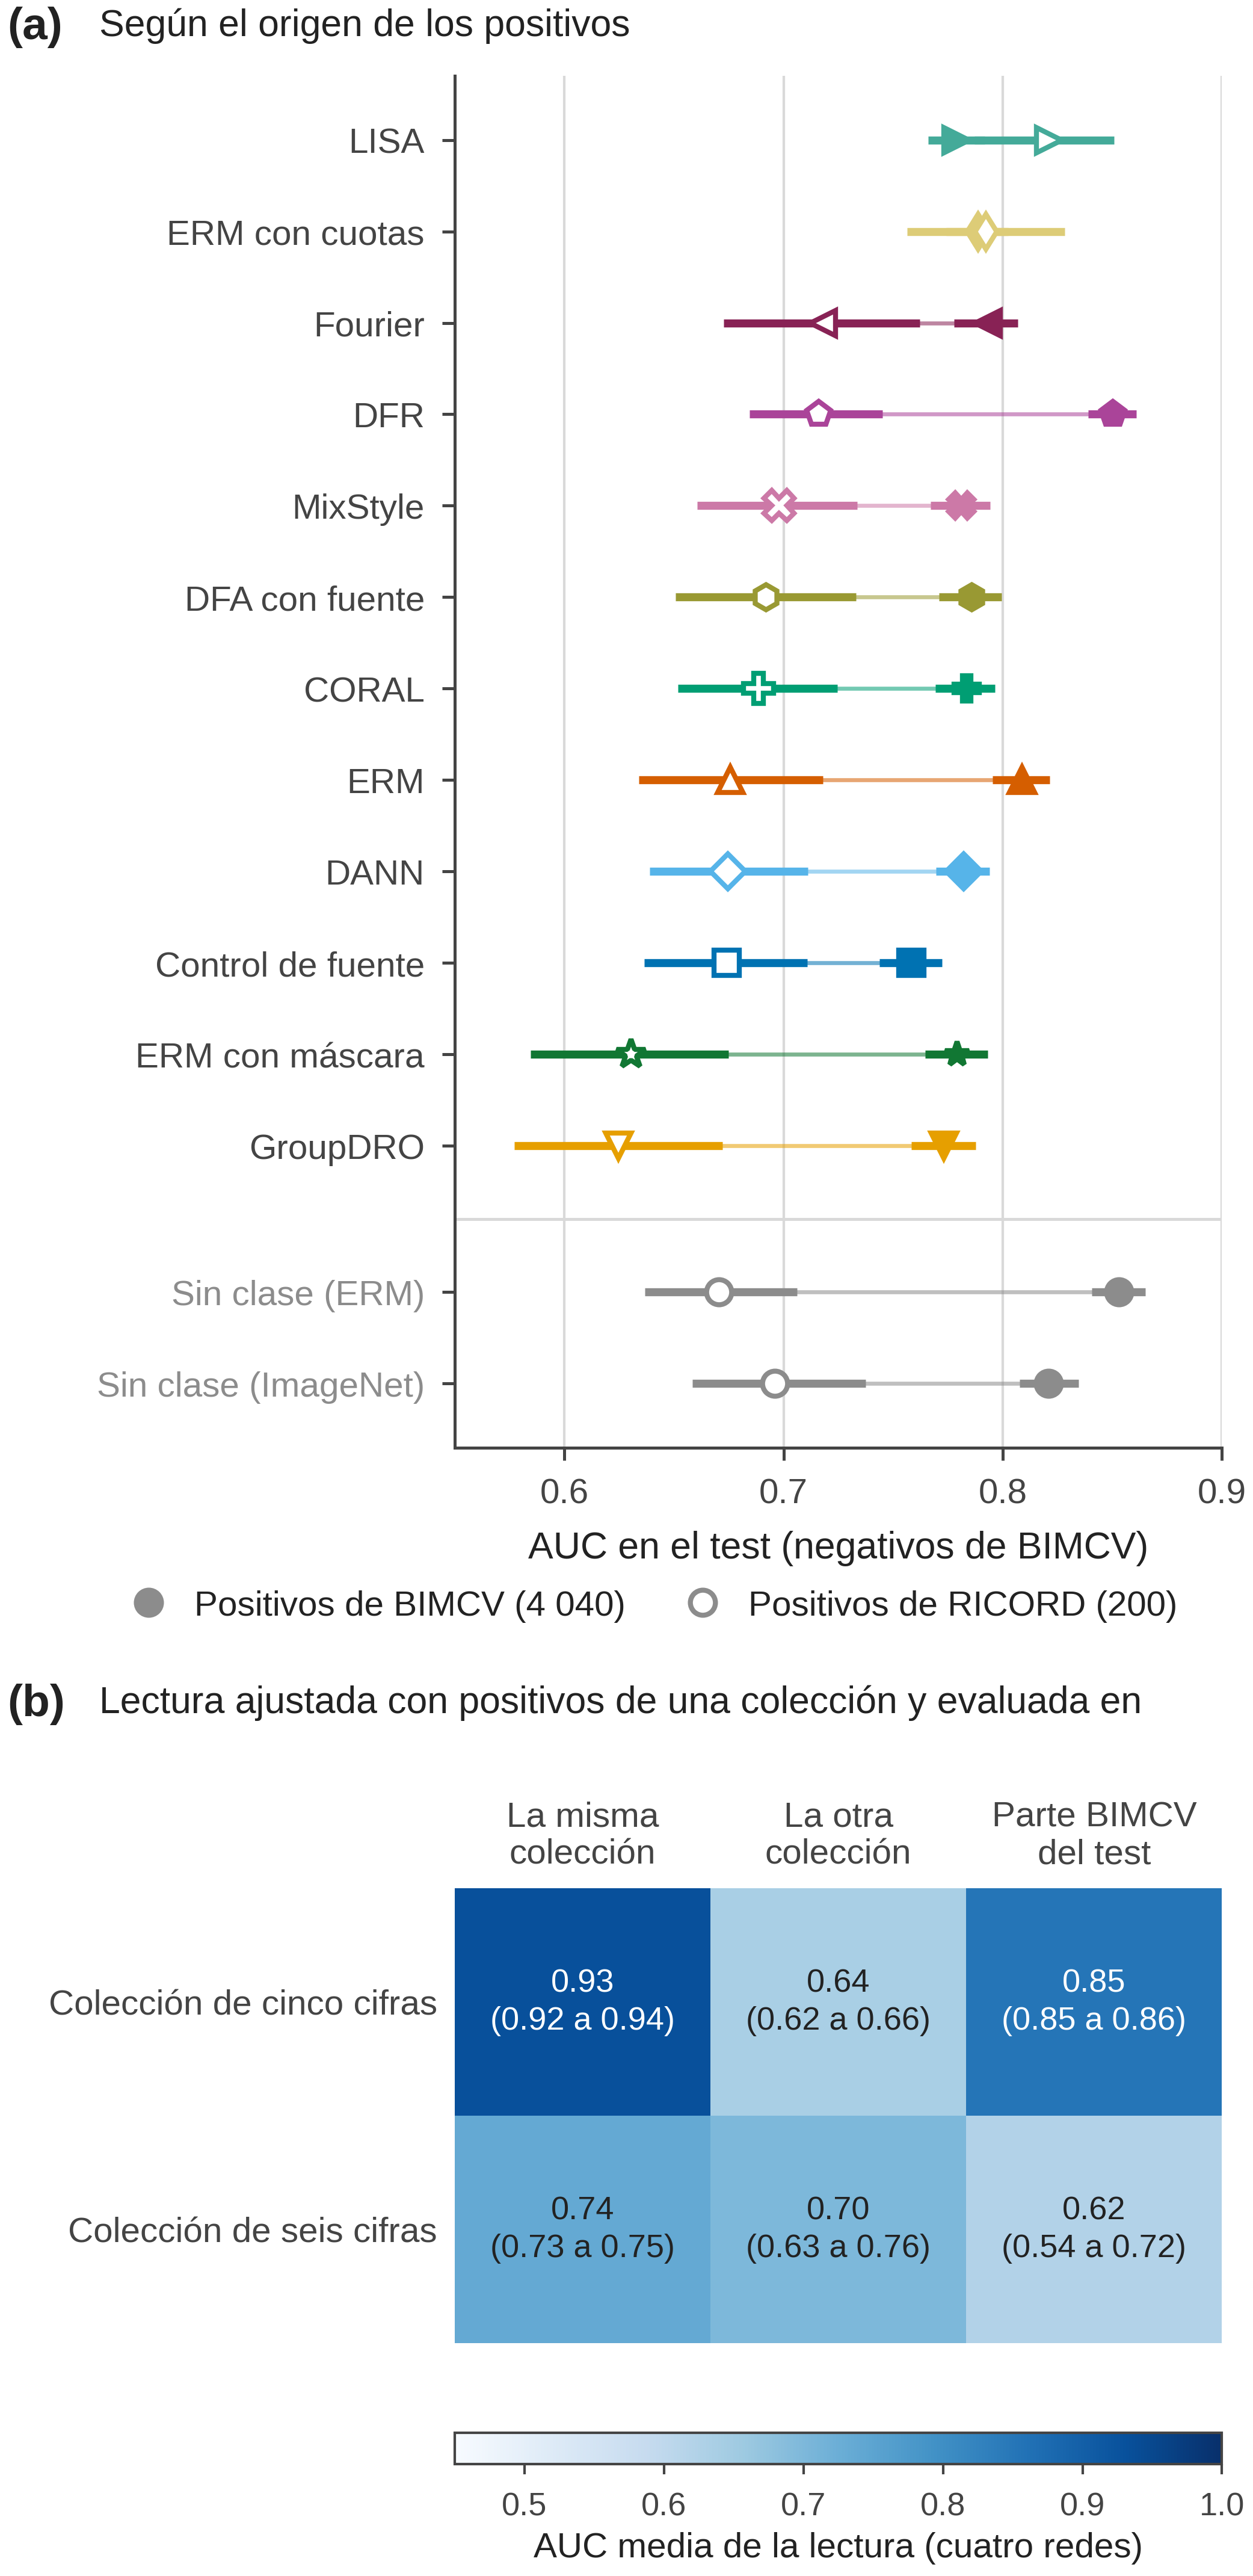 (a) Según el origen de los positivos
LISA
ERM con cuotas
Fourier
DFR
MixStyle
DFA con fuente
CORAL
ERM
DANN
Control de fuente
ERM con máscara
GroupDRO
Sin clase (ERM)
Sin clase (ImageNet)
0.6 0.7 0.8 0.9
AUC en el test (negativos de BIMCV)
Positivos de BIMCV (4 040) Positivos de RICORD (200)
(b) Lectura ajustada con positivos de una colección y evaluada en
La misma colección
La otra colección
Parte BIMCV del test
Colección de cinco cifras
0.93
(0.92 a 0.94)
0.64
(0.62 a 0.66)
0.85
(0.85 a 0.86)
Colección de seis cifras
0.74
(0.73 a 0.75)
0.70
(0.63 a 0.76)
0.62
(0.54 a 0.72)
0.5 0.6 0.7 0.8 0.9 1.0
AUC media de la lectura (cuatro redes)